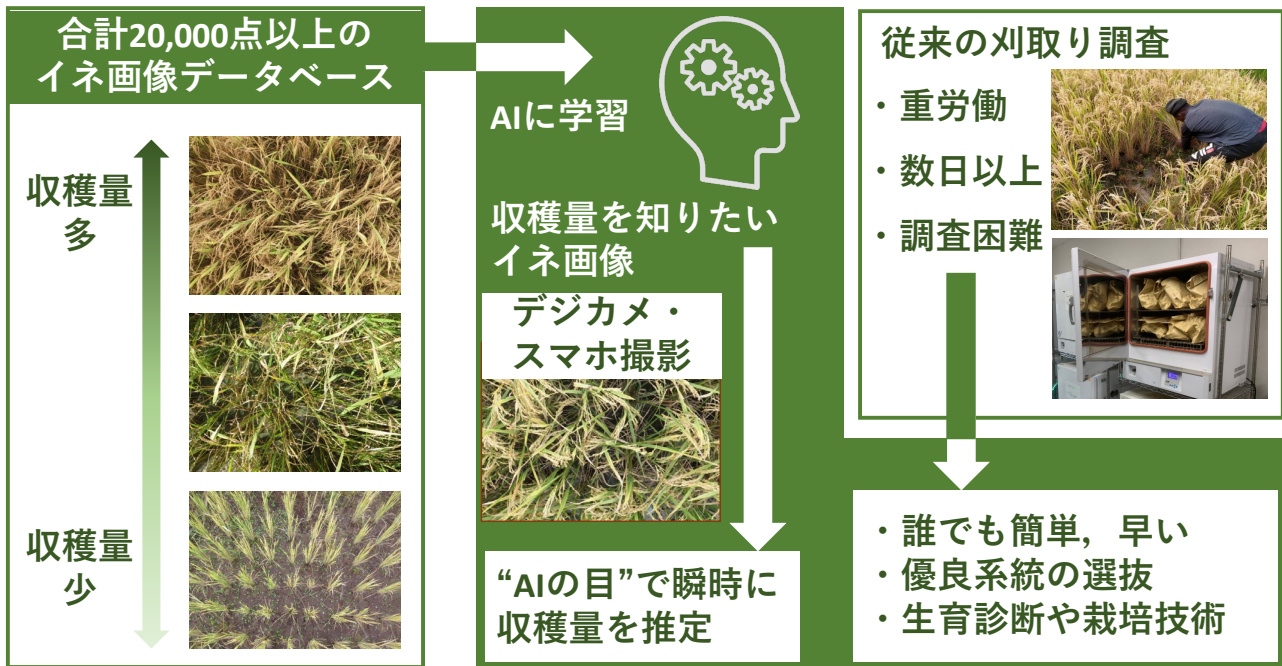 合計20,000点以上の
イネ画像データベース
収穫量
多
収穫量
少
AIに学習
収穫量を知りたい
イネ画像
デジカメ・
スマホ撮影
“AIの目”で瞬時に
収穫量を推定
従来の刈取り調査
・重労働
・数日以上
・調査困難
・誰でも簡単，早い
・優良系統の選抜
・生育診断や栽培技術